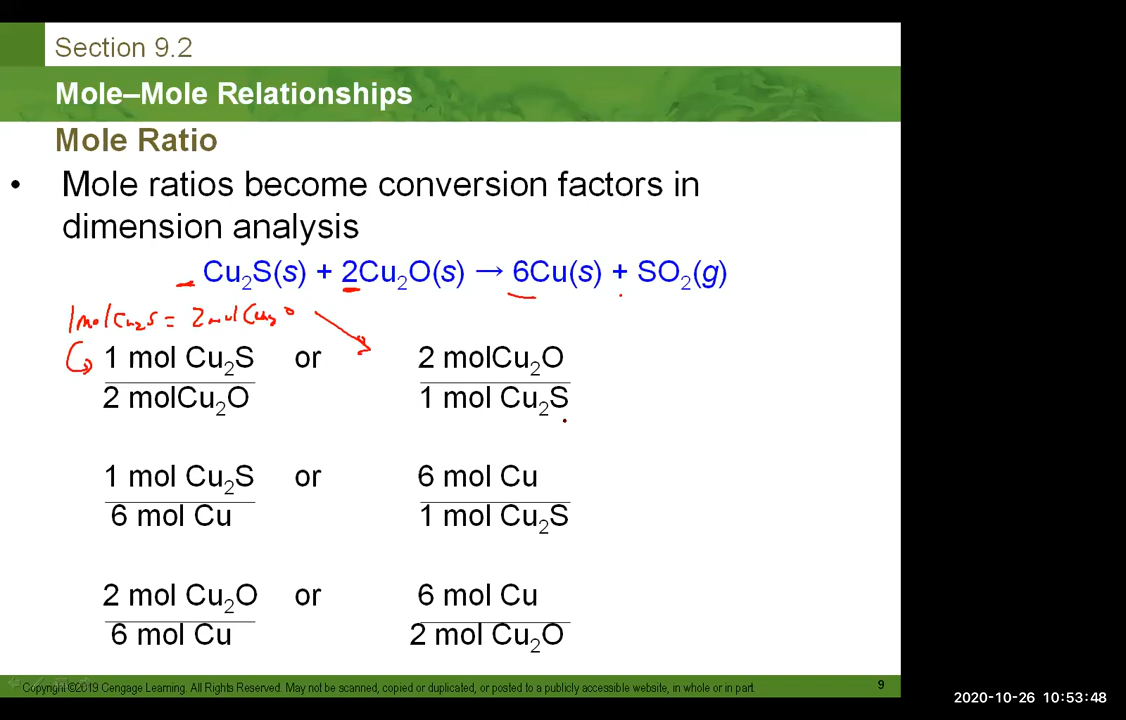 Section 9.2
Mole–Mole Relationships
Mole Ratio
• Mole ratios become conversion factors in
dimension analysis
Cu₂S(s) + 2Cu₂O(s) → 6Cu(s) + SO₂(g)
1molCu₂S = 2molCu₂O
1 mol Cu₂S or 2 molCu₂O
2 molCu₂O 1 mol Cu₂S
1 mol Cu₂S or 6 mol Cu
6 mol Cu 1 mol Cu₂S
2 mol Cu₂O or 6 mol Cu
6 mol Cu 2 mol Cu₂O
Copyright ©2019 Cengage Learning. All Rights Reserved. May not be scanned, copied or duplicated, or posted to a publicly accessible website, in whole or in part. 9
2020-10-26 10:53:48